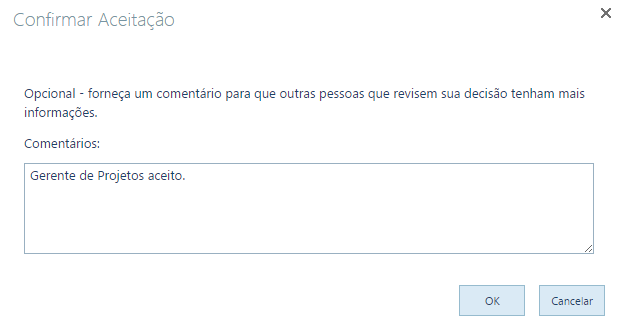 Confirmar Aceitação
Opcional - forneça um comentário para que outras pessoas que revisem sua decisão tenham mais
informações.
Comentários:
Gerente de Projetos aceito.
OK
Cancelar